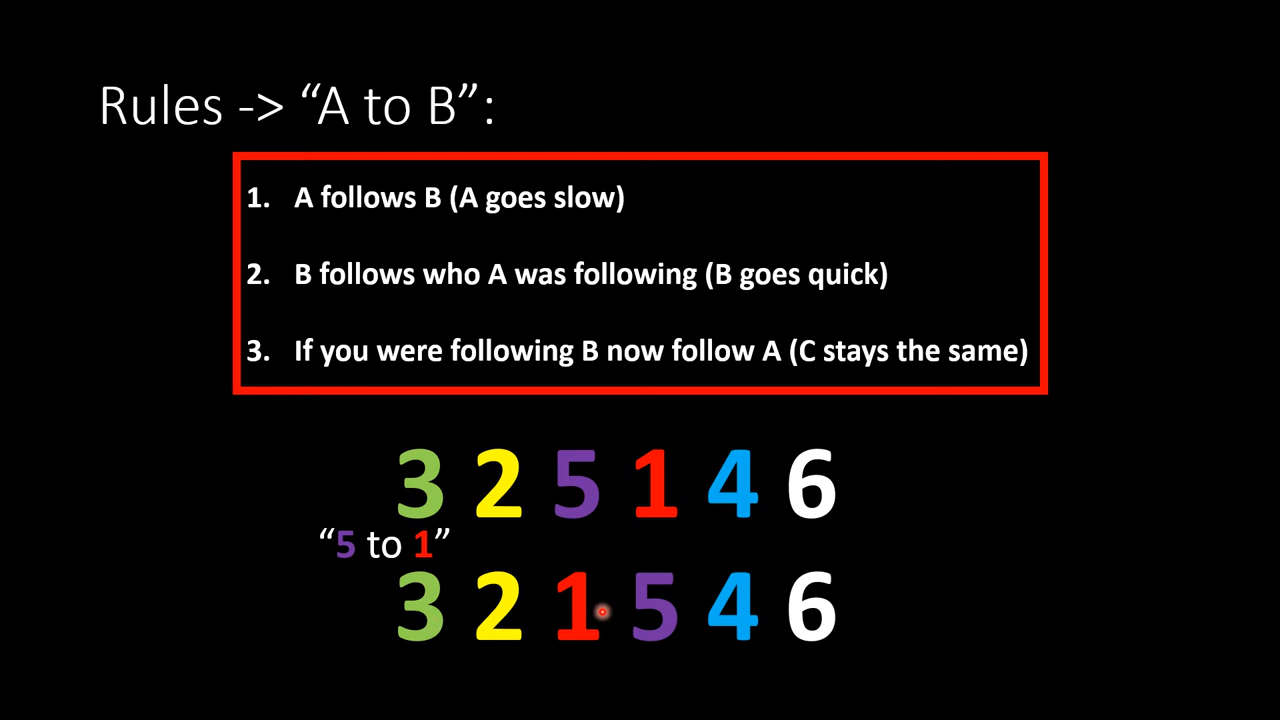 Rules -> “A to B”:
1. A follows B (A goes slow)
2. B follows who A was following (B goes quick)
3. If you were following B now follow A (C stays the same)
3 2 5 1 4 6
“5 to 1”
3 2 1 5 4 6